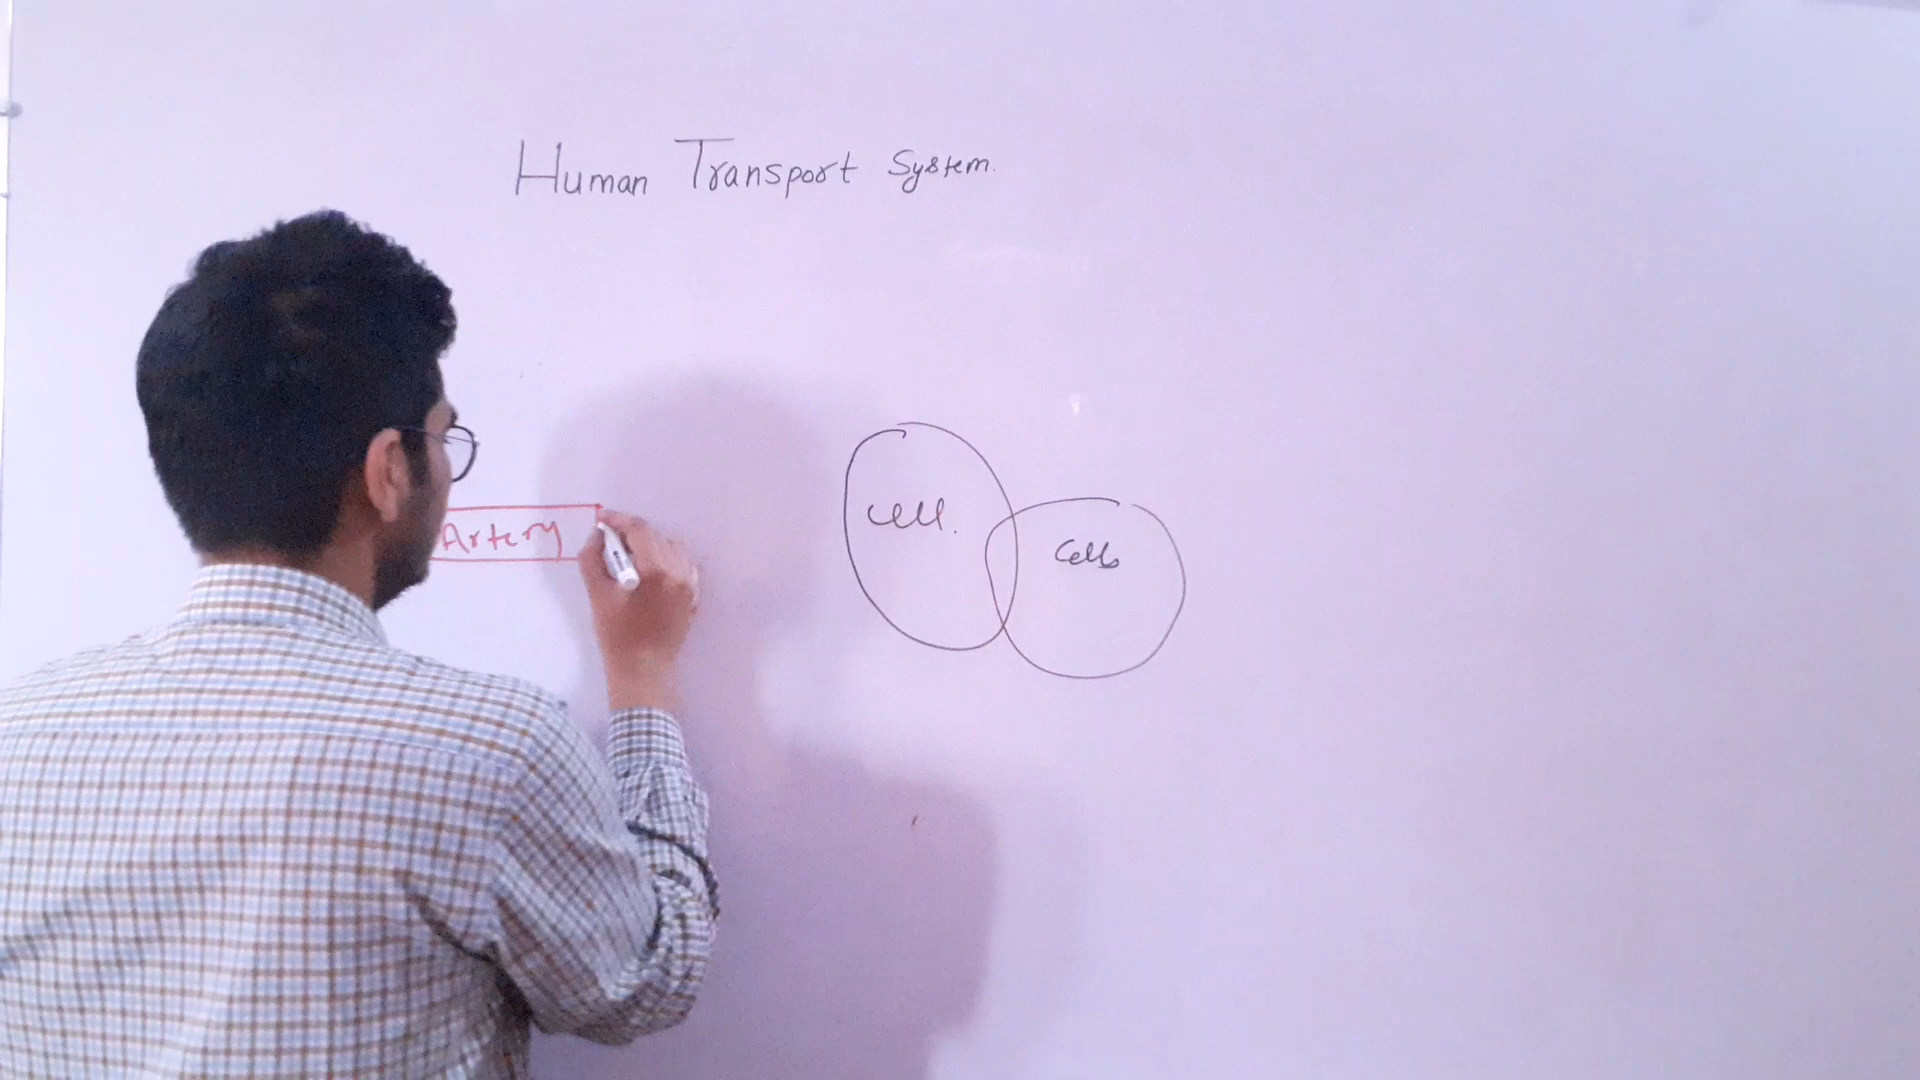 Human Transport System.
Cell.
Cells
Artery